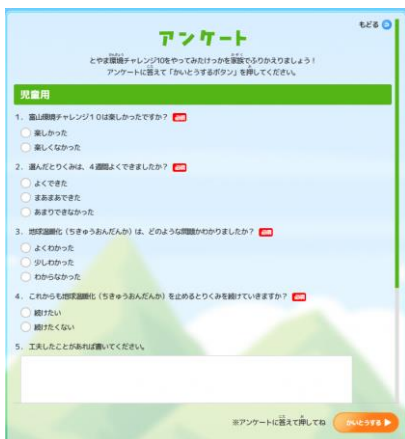 もどる
アンケート
とやま環境チャレンジ10をやってみたけっかを家族でふりかえりましょう！
アンケートに答えて「かいとうするボタン」を押してください。
児童用
1. 富山環境チャレンジ10は楽しかったですか？ 必須
楽しかった
楽しくなかった
2. 選んだとりくみは、4週間よくできましたか？ 必須
よくできた
まあまあできた
あまりできなかった
3. 地球温暖化（ちきゅうおんだんか）は、どのような問題かわかりましたか？ 必須
よくわかった
少しわかった
わからなかった
4. これからも地球温暖化（ちきゅうおんだんか）を止めるとりくみを続けていきますか？ 必須
続けたい
続けたくない
5. 工夫したことがあれば書いてください。
※アンケートに答えて押してね
かいとうする